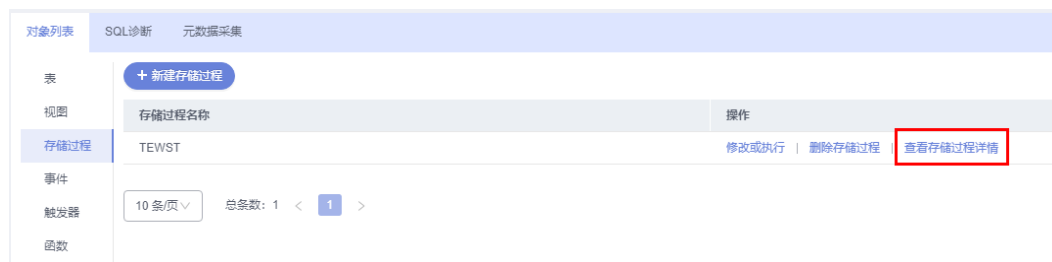 对象列表 SQL诊断 元数据采集
表
+ 新建存储过程
视图
存储过程名称 操作
存储过程
TEWST 修改或执行 | 删除存储过程 | 查看存储过程详情
事件
10 条/页 总条数: 1 < 1 >
触发器
函数